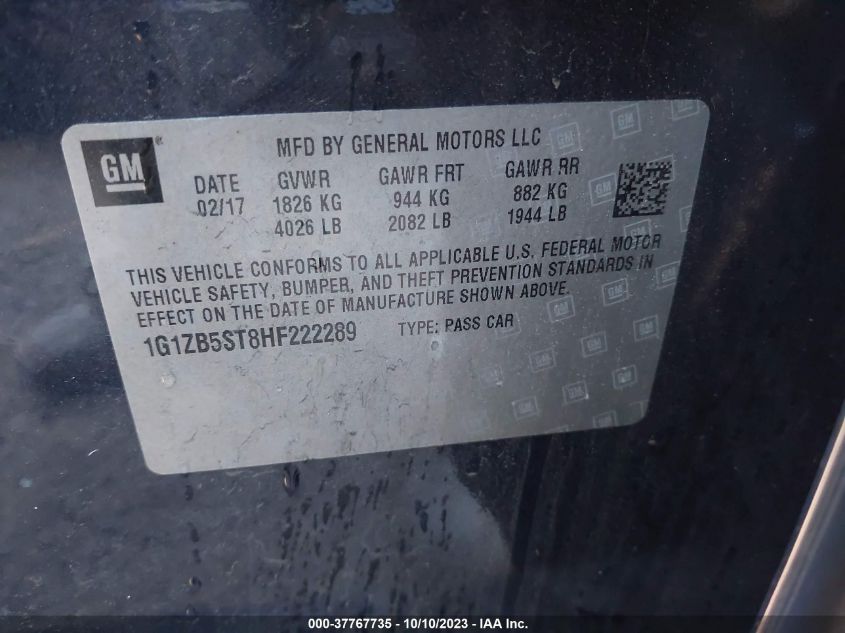 GM
MFD BY GENERAL MOTORS LLC
DATE GVWR GAWR FRT GAWR RR
02/17 1826 KG 944 KG 882 KG
4026 LB 2082 LB 1944 LB
THIS VEHICLE CONFORMS TO ALL APPLICABLE U.S. FEDERAL MOTOR
VEHICLE SAFETY, BUMPER, AND THEFT PREVENTION STANDARDS IN
EFFECT ON THE DATE OF MANUFACTURE SHOWN ABOVE.
1G1ZB5ST8HF222289 TYPE: PASS CAR
000-37767735 - 10/10/2023 - IAA Inc.